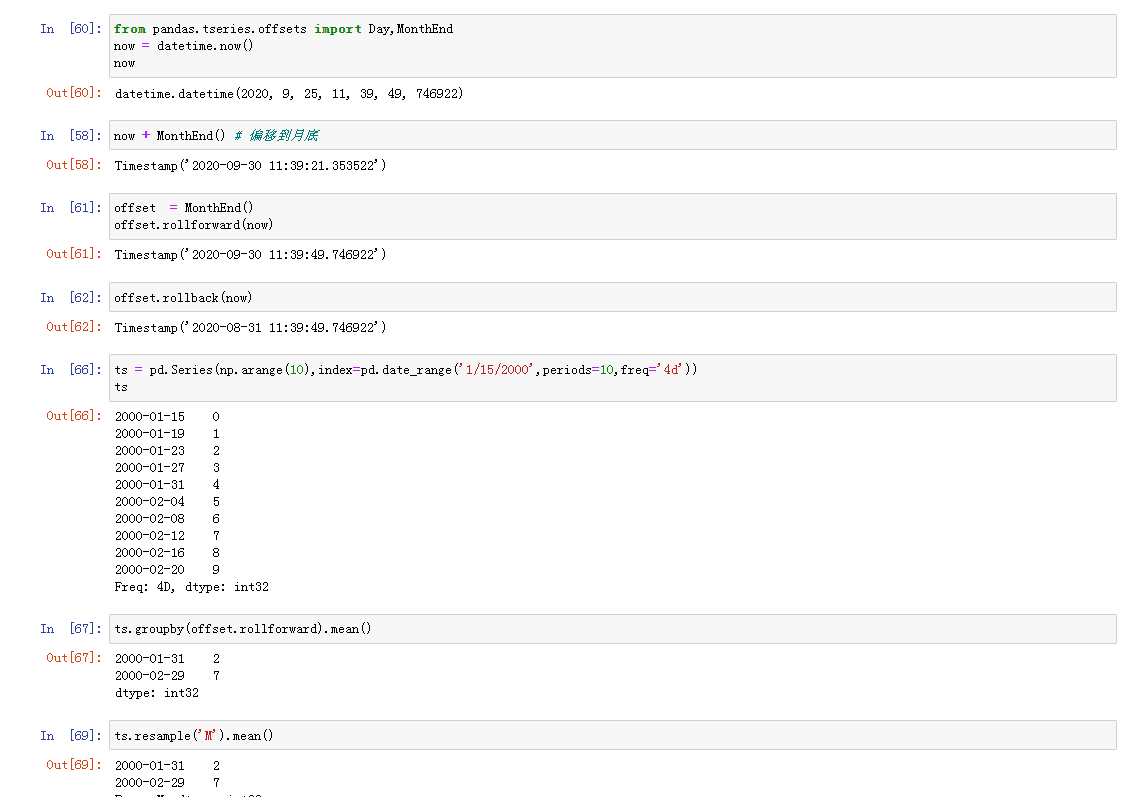 In [60]: from pandas.tseries.offsets import Day,MonthEnd
now = datetime.now()
now
Out[60]: datetime.datetime(2020, 9, 25, 11, 39, 49, 746922)
In [58]: now + MonthEnd() # 偏移到月底
Out[58]: Timestamp('2020-09-30 11:39:21.353522')
In [61]: offset  = MonthEnd()
offset.rollforward(now)
Out[61]: Timestamp('2020-09-30 11:39:49.746922')
In [62]: offset.rollback(now)
Out[62]: Timestamp('2020-08-31 11:39:49.746922')
In [66]: ts = pd.Series(np.arange(10),index=pd.date_range('1/15/2000',periods=10,freq='4d'))
ts
Out[66]: 2000-01-15    0
2000-01-19    1
2000-01-23    2
2000-01-27    3
2000-01-31    4
2000-02-04    5
2000-02-08    6
2000-02-12    7
2000-02-16    8
2000-02-20    9
Freq: 4D, dtype: int32
In [67]: ts.groupby(offset.rollforward).mean()
Out[67]: 2000-01-31    2
2000-02-29    7
dtype: int32
In [69]: ts.resample('M').mean()
Out[69]: 2000-01-31    2
2000-02-29    7